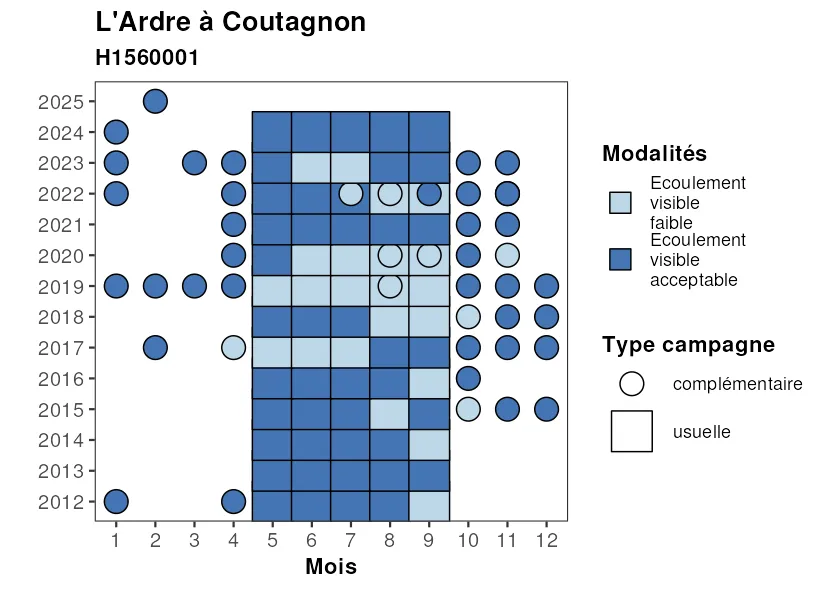 L'Ardre à Coutagnon
H1560001
2025
2024
2023
2022
2021
2020
2019
2018
2017
2016
2015
2014
2013
2012
1 2 3 4 5 6 7 8 9 10 11 12
Mois
Modalités
Ecoulement
visible
faible
Ecoulement
visible
acceptable
Type campagne
complémentaire
usuelle